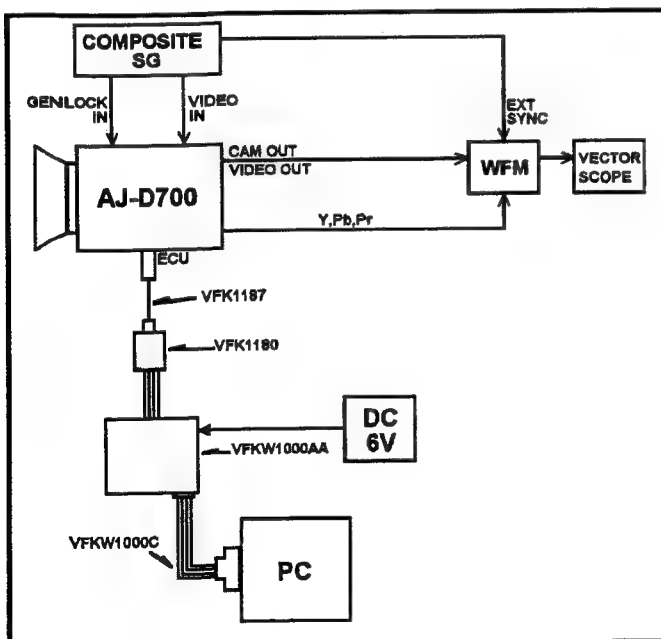 COMPOSITE
SG
GENLOCK
IN
VIDEO
IN
EXT
SYNC
CAM OUT
VIDEO OUT
WFM
VECTOR
SCOPE
AJ-D700
Y,Pb,Pr
ECU
VFK1187
VFK1180
DC
6V
VFKW1000AA
VFKW1000C
PC